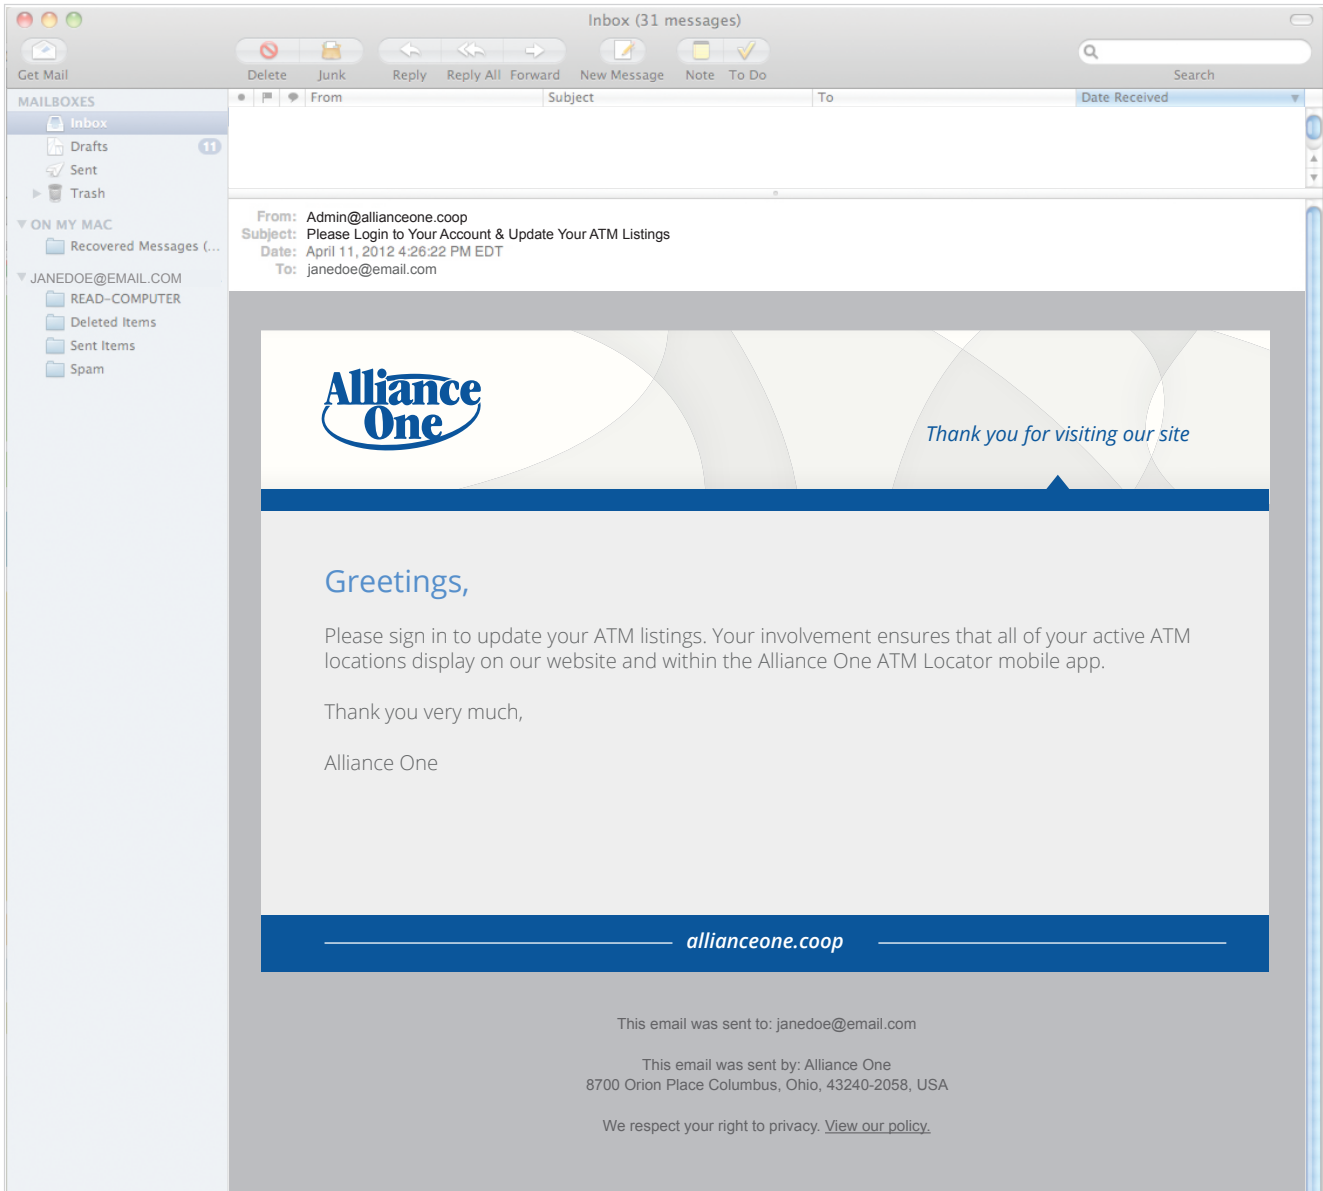 Inbox (31 messages)
Get Mail
Delete Junk Reply Reply All Forward New Message Note To Do
Search
MAILBOXES
Inbox
Drafts 11
Sent
Trash
ON MY MAC
Recovered Messages (...
JANEDOE@EMAIL.COM
READ-COMPUTER
Deleted Items
Sent Items
Spam
From Subject To Date Received
From: Admin@allianceone.coop
Subject: Please Login to Your Account & Update Your ATM Listings
Date: April 11, 2012 4:26:22 PM EDT
To: janedoe@email.com
Alliance
One
Thank you for visiting our site
Greetings,
Please sign in to update your ATM listings. Your involvement ensures that all of your active ATM
locations display on our website and within the Alliance One ATM Locator mobile app.
Thank you very much,
Alliance One
allianceone.coop
This email was sent to: janedoe@email.com
This email was sent by: Alliance One
8700 Orion Place Columbus, Ohio, 43240-2058, USA
We respect your right to privacy. View our policy.